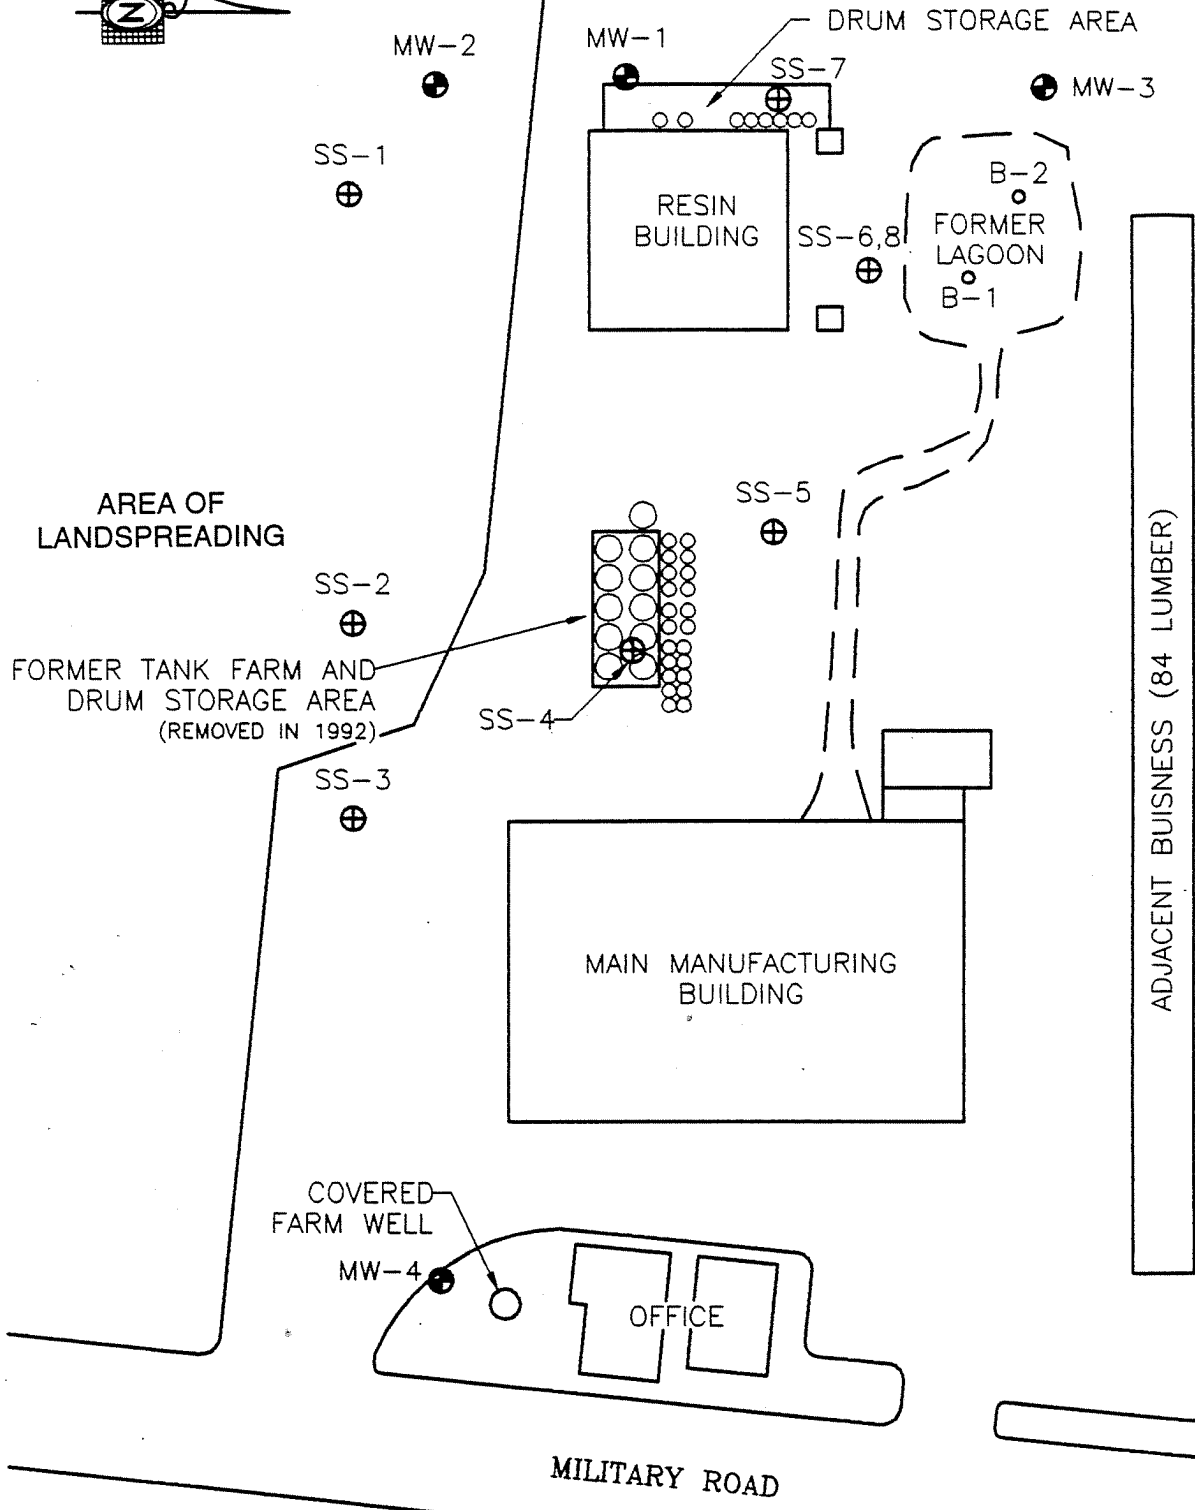 N
DRUM STORAGE AREA
MW-2
MW-1
SS-7
MW-3
SS-1
B-2
RESIN
BUILDING
SS-6,8
FORMER
LAGOON
B-1
AREA OF
LANDSPREADING
SS-5
SS-2
FORMER TANK FARM AND
DRUM STORAGE AREA
(REMOVED IN 1992)
SS-4
SS-3
ADJACENT BUISNESS (84 LUMBER)
MAIN MANUFACTURING
BUILDING
COVERED
FARM WELL
MW-4
OFFICE
MILITARY ROAD